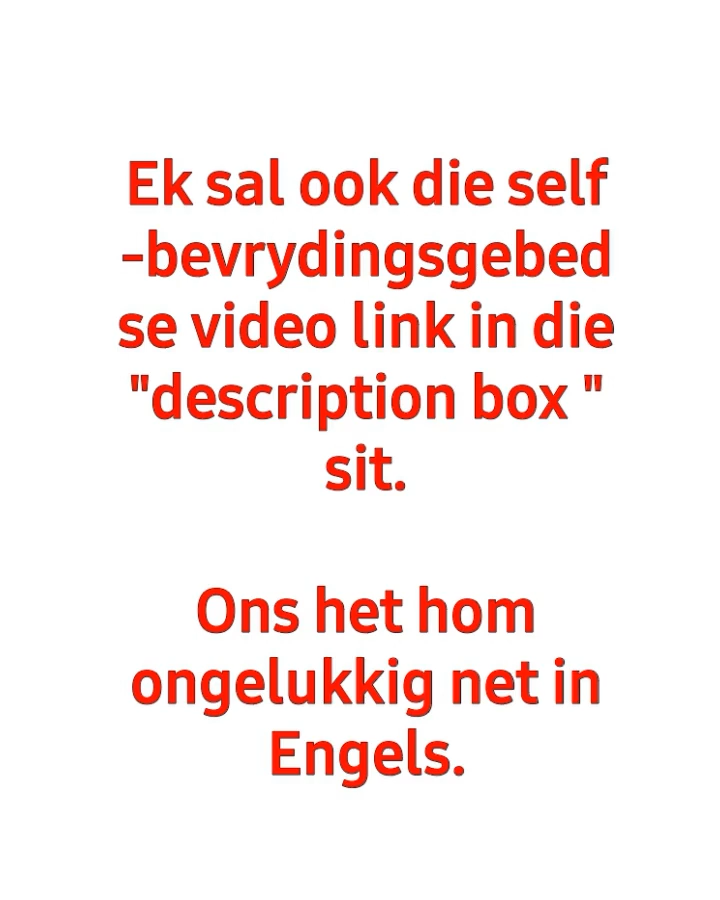 Ek sal ook die self
-bevrydingsgebed
se video link in die
"description box "
sit.
Ons het hom
ongelukkig net in
Engels.